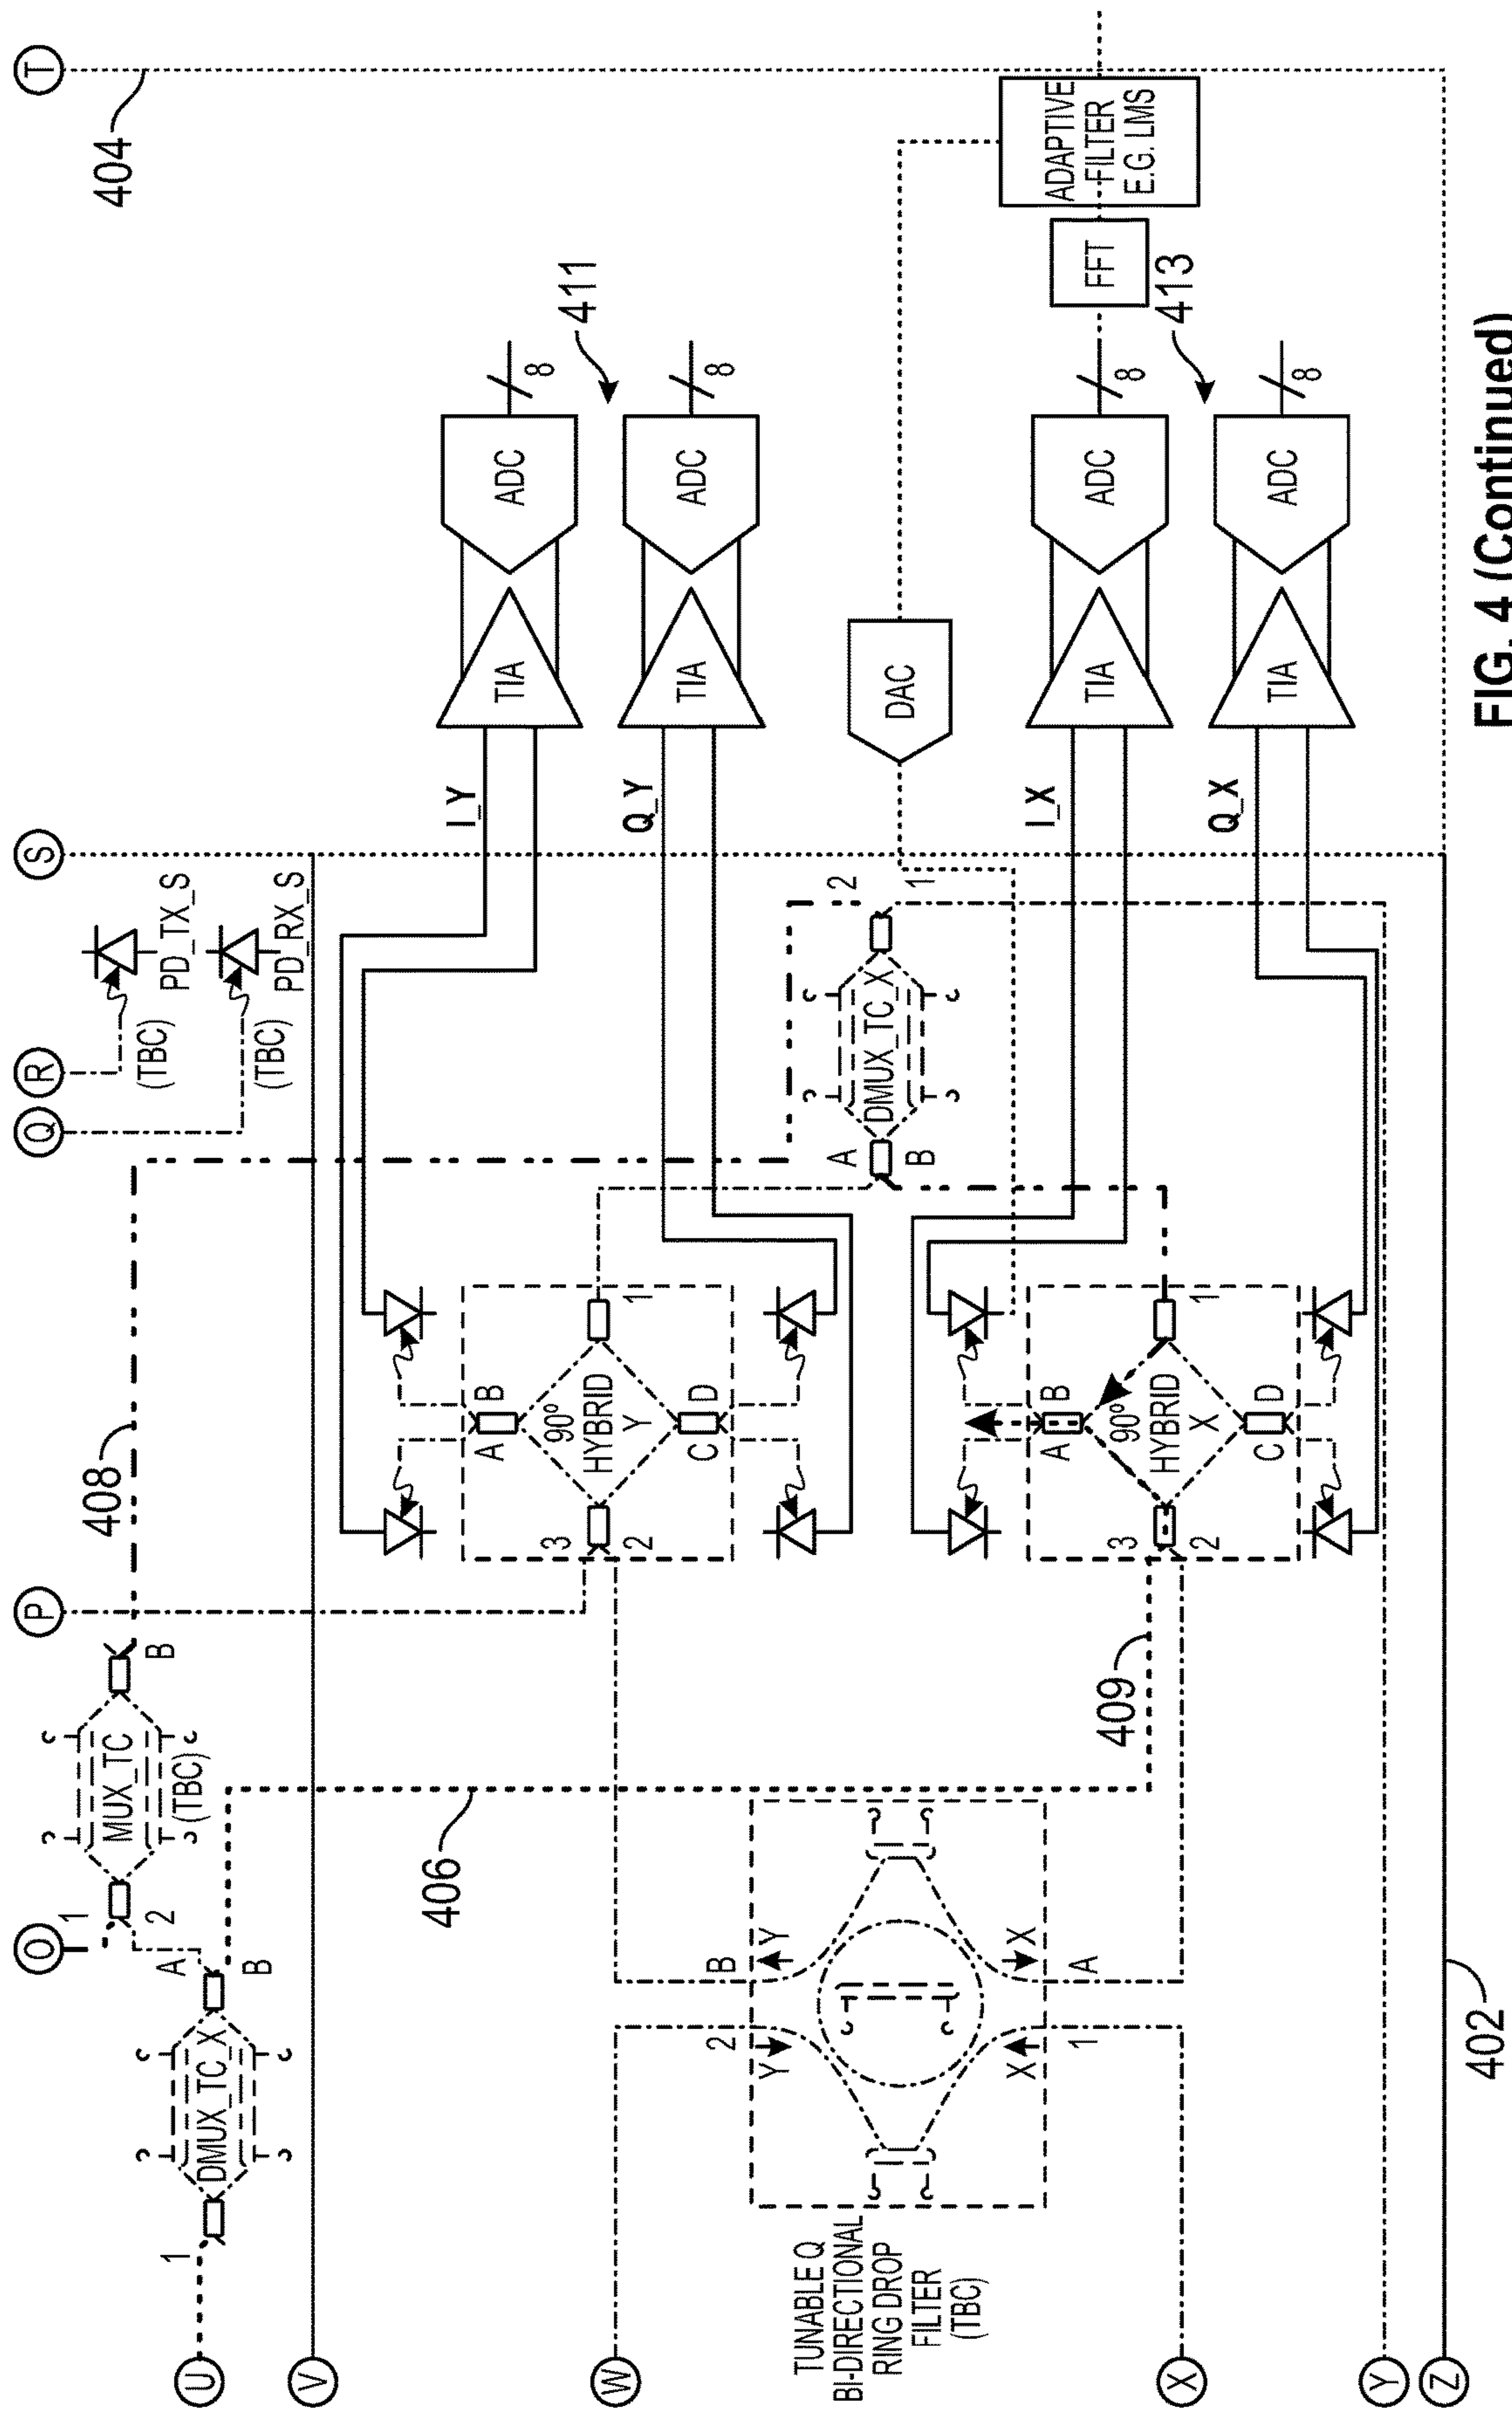 O
P
Q
R
S
T
404
1
2
MUX_TC
(TBC)
B
408
(TBC)
PD_TX_S
(TBC)
PD_RX_S
U
1
DMUX_TC_X
A
B
V
406
I_Y
TIA
ADC
8
411
Q_Y
TIA
ADC
8
3
2
A
B
90°
HYBRID
Y
C
D
1
W
TUNABLE Q
BI-DIRECTIONAL
RING DROP
FILTER
(TBC)
2
Y
B
Y
X
1
X
A
A
B
DMUX_TC_X
2
1
DAC
ADAPTIVE
FILTER
E.G. LMS
FFT
409
3
2
A
B
90°
HYBRID
X
C
D
1
I_X
TIA
ADC
8
413
Q_X
TIA
ADC
8
X
Y
Z
402
FIG. 4 (Continued)